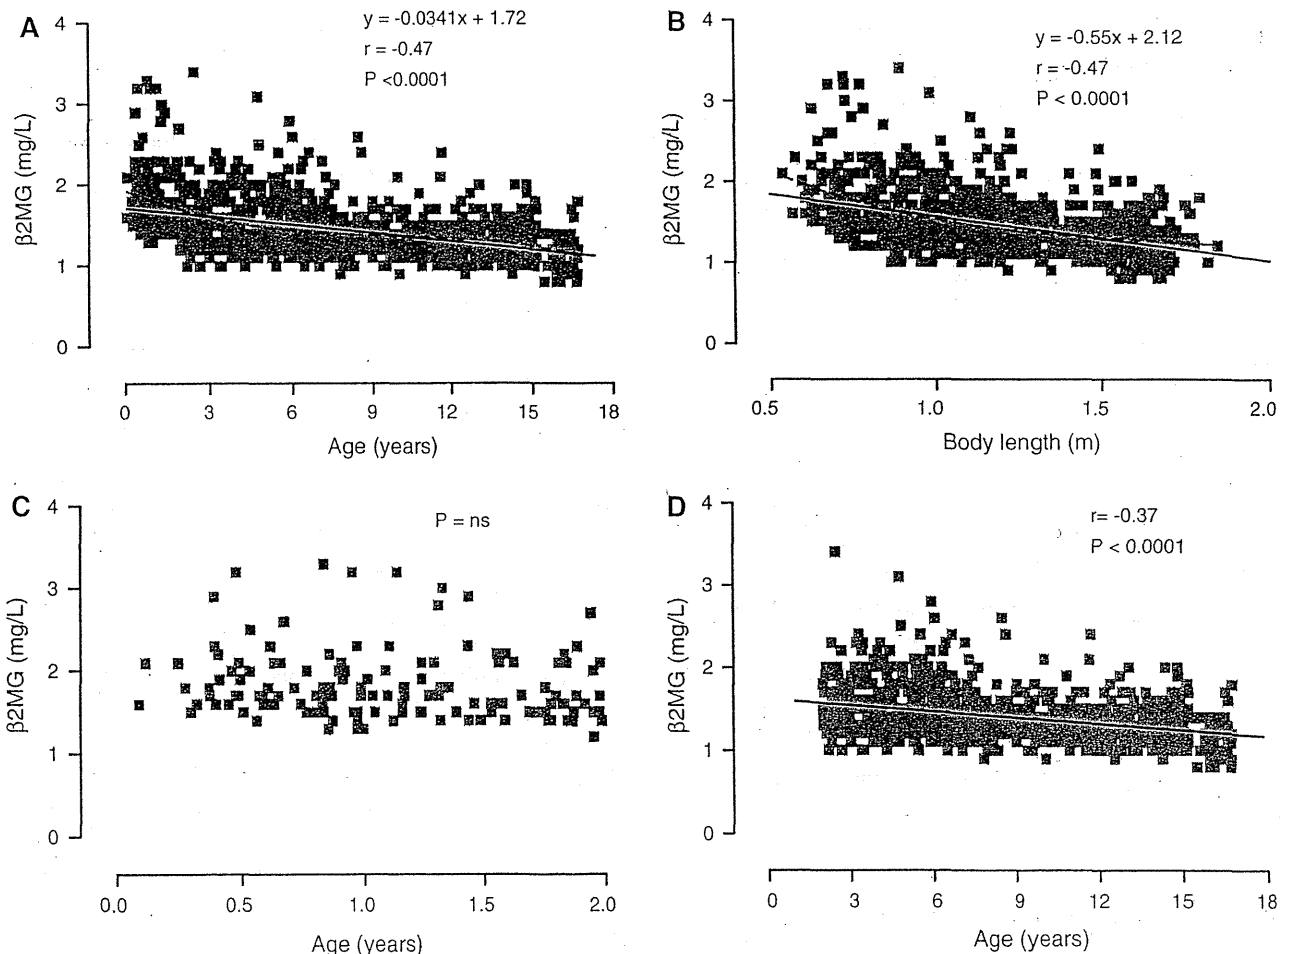 A
y = -0.0341x + 1.72
r = -0.47
P <0.0001
β2MG (mg/L)
4
3
2
1
0
0 3 6 9 12 15 18
Age (years)
B
y = -0.55x + 2.12
r = -0.47
P < 0.0001
β2MG (mg/L)
4
3
2
1
0
0.5 1.0 1.5 2.0
Body length (m)
C
P = ns
β2MG (mg/L)
4
3
2
1
0
0.0 0.5 1.0 1.5 2.0
Age (years)
D
r= -0.37
P < 0.0001
β2MG (mg/L)
4
3
2
1
0
0 3 6 9 12 15 18
Age (years)